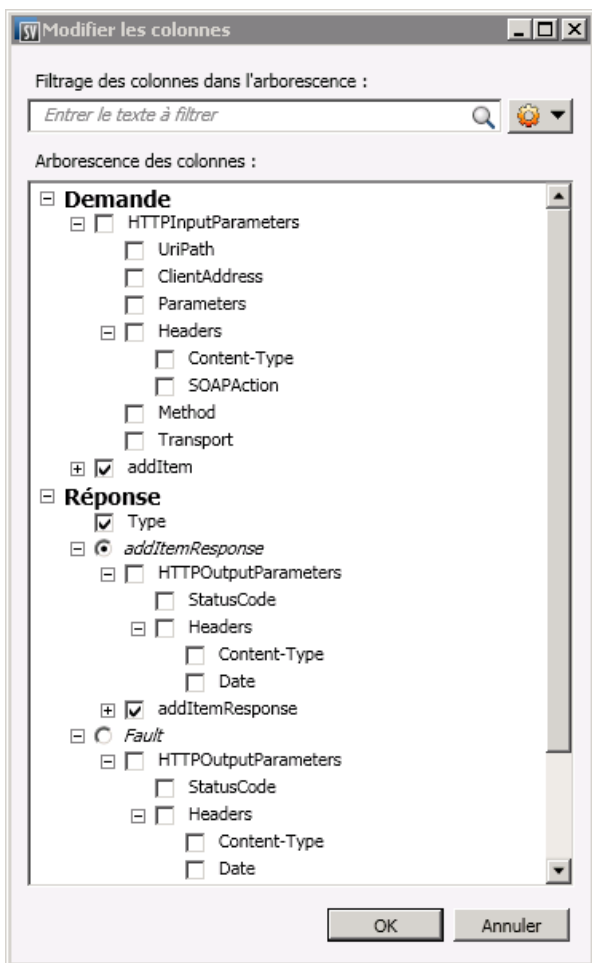 SV Modifier les colonnes
Filtrage des colonnes dans l'arborescence :
Entrer le texte à filtrer
Arborescence des colonnes :
Demande
HTTPInputParameters
UriPath
ClientAddress
Parameters
Headers
Content-Type
SOAPAction
Method
Transport
addItem
Réponse
Type
addItemResponse
HTTPOutputParameters
StatusCode
Headers
Content-Type
Date
addItemResponse
Fault
HTTPOutputParameters
StatusCode
Headers
Content-Type
Date
OK Annuler